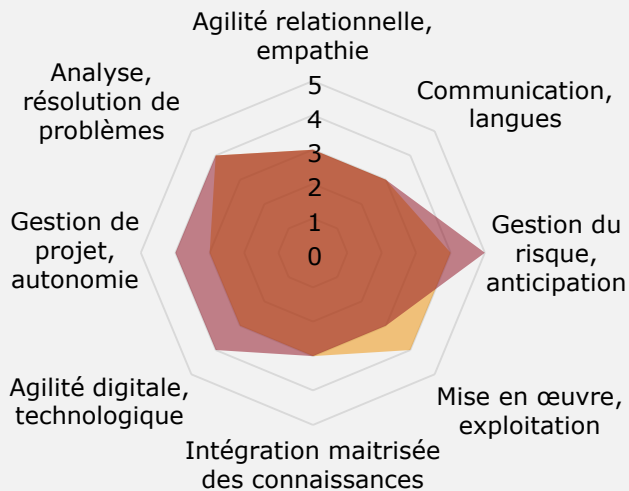 Agilité relationnelle,
empathie
Analyse,
résolution de
problèmes
Communication,
langues
5
4
3
2
1
0
Gestion de
projet,
autonomie
Gestion du
risque,
anticipation
Agilité digitale,
technologique
Mise en œuvre,
exploitation
Intégration maitrisée
des connaissances